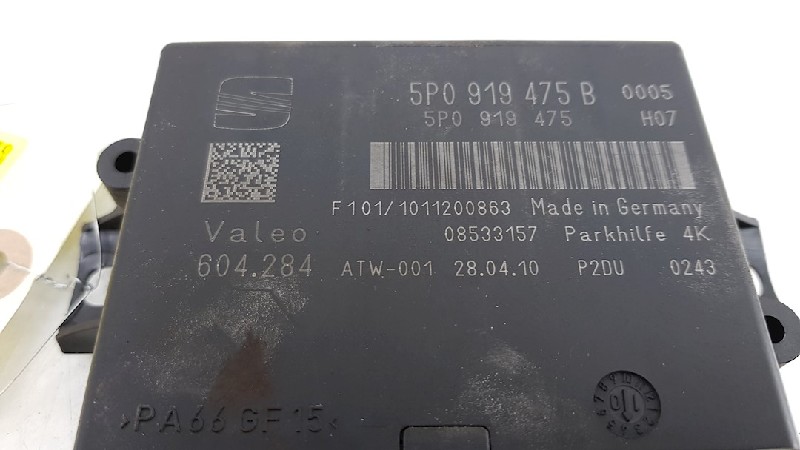 5P0 919 475 B 0005
5P0 919 475 H07
F101/1011200863 Made in Germany
Valeo 08533157 Parkhilfe 4K
604.284 ATW-001 28.04.10 P2DU 0243
>PA66 GF15<